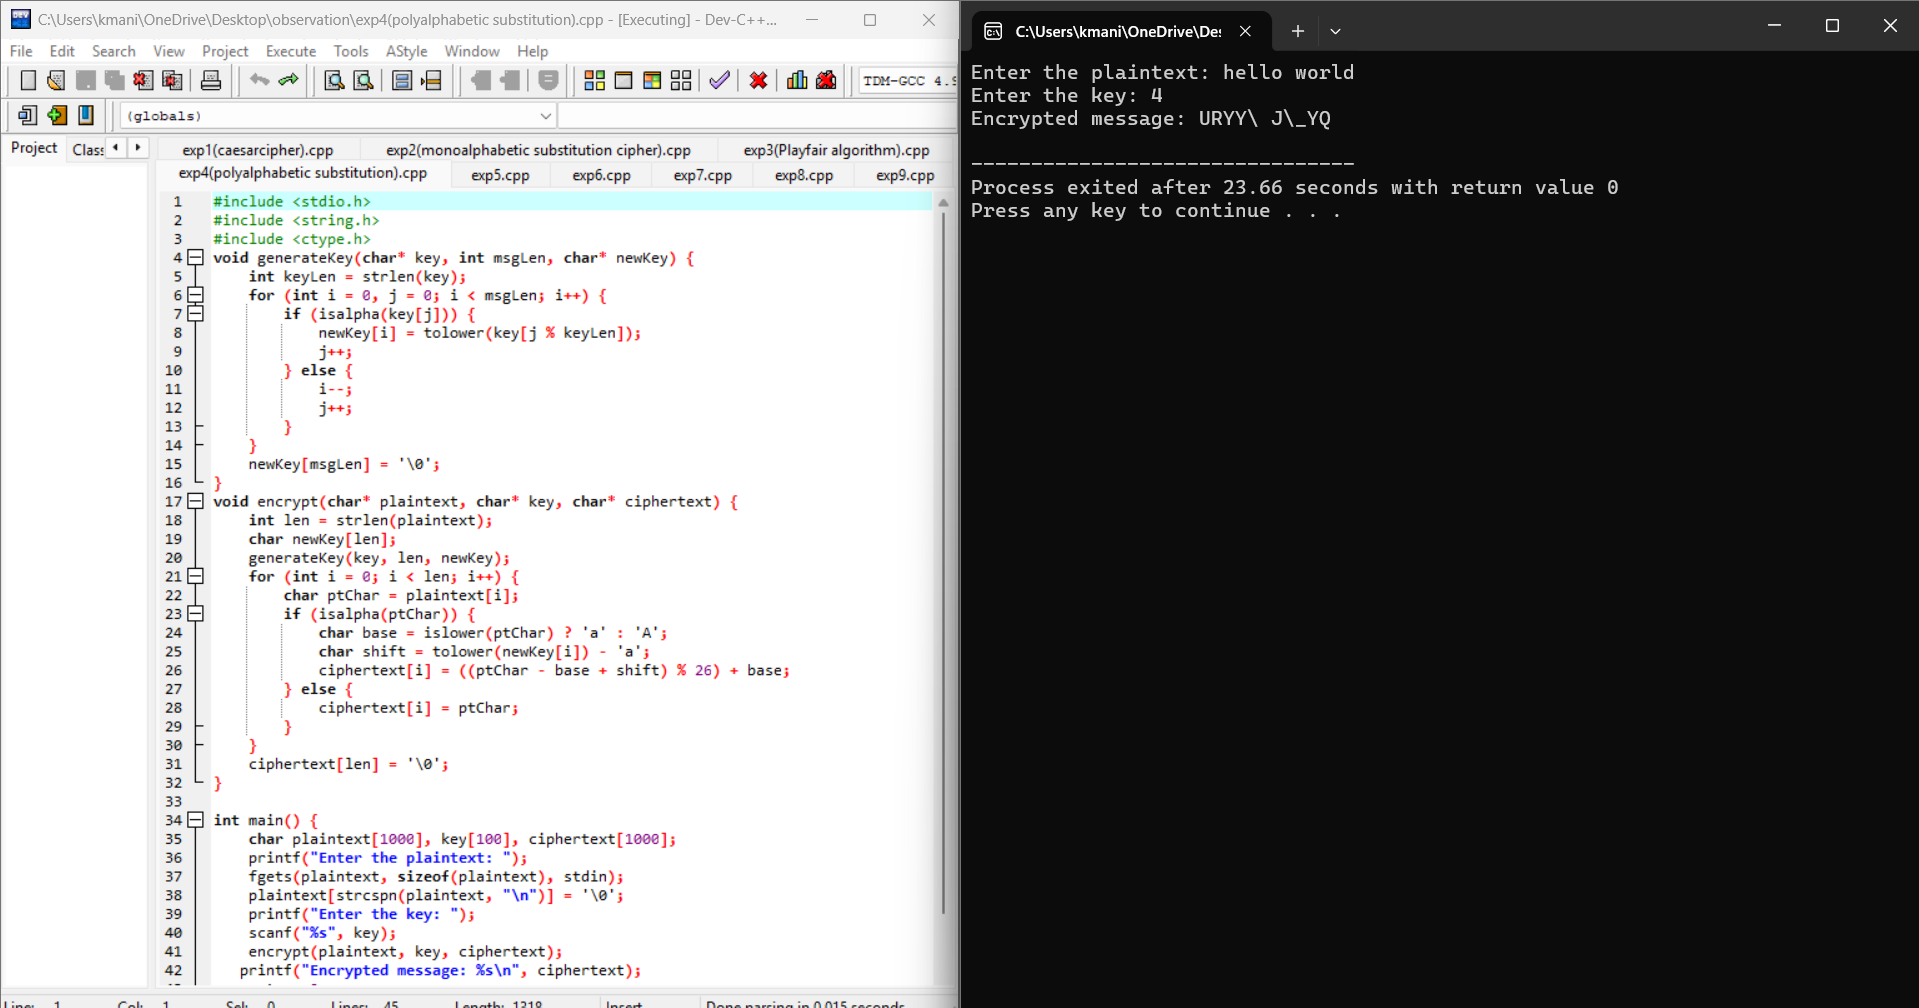 C:\Users\kmani\OneDrive\Desktop\observation\exp4(polyalphabetic substitution).cpp - [Executing] - Dev-C++...
File Edit Search View Project Execute Tools AStyle Window Help
TDM-GCC 4.9
(globals)
Project Clas
exp1(caesarcipher).cpp exp2(monoalphabetic substitution cipher).cpp exp3(Playfair algorithm).cpp
exp4(polyalphabetic substitution).cpp exp5.cpp exp6.cpp exp7.cpp exp8.cpp exp9.cpp
1 #include <stdio.h>
2 #include <string.h>
3 #include <ctype.h>
4 void generateKey(char* key, int msgLen, char* newKey) {
5 int keyLen = strlen(key);
6 for (int i = 0, j = 0; i < msgLen; i++) {
7 if (isalpha(key[j])) {
8 newKey[i] = tolower(key[j % keyLen]);
9 j++;
10 } else {
11 i--;
12 j++;
13 }
14 }
15 newKey[msgLen] = '\0';
16 }
17 void encrypt(char* plaintext, char* key, char* ciphertext) {
18 int len = strlen(plaintext);
19 char newKey[len];
20 generateKey(key, len, newKey);
21 for (int i = 0; i < len; i++) {
22 char ptChar = plaintext[i];
23 if (isalpha(ptChar)) {
24 char base = islower(ptChar) ? 'a' : 'A';
25 char shift = tolower(newKey[i]) - 'a';
26 ciphertext[i] = ((ptChar - base + shift) % 26) + base;
27 } else {
28 ciphertext[i] = ptChar;
29 }
30 }
31 ciphertext[len] = '\0';
32 }
33
34 int main() {
35 char plaintext[1000], key[100], ciphertext[1000];
36 printf("Enter the plaintext: ");
37 fgets(plaintext, sizeof(plaintext), stdin);
38 plaintext[strcspn(plaintext, "\n")] = '\0';
39 printf("Enter the key: ");
40 scanf("%s", key);
41 encrypt(plaintext, key, ciphertext);
42 printf("Encrypted message: %s\n", ciphertext);
Line: 1 Col: 1 Sel: 0 Lines: 45 Length: 1318 Insert Done parsing in 0.015 seconds
C:\Users\kmani\OneDrive\Des
Enter the plaintext: hello world
Enter the key: 4
Encrypted message: URYY\ J\_YQ
--------------------------------
Process exited after 23.66 seconds with return value 0
Press any key to continue . . .